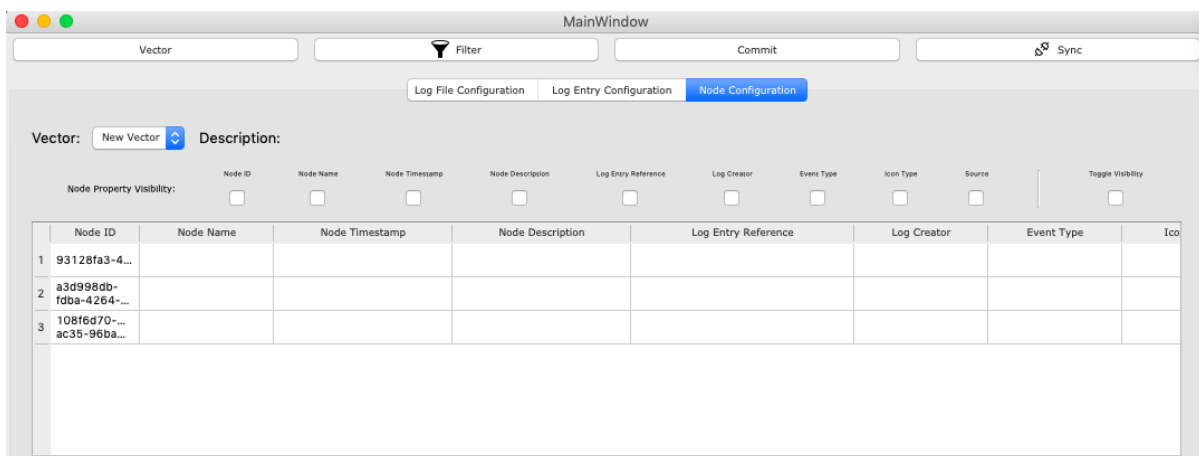 MainWindow
Vector Filter Commit Sync
Log File Configuration Log Entry Configuration Node Configuration
Vector: New Vector Description:
Node ID Node Name Node Timestamp Node Description Log Entry Reference Log Creator Event Type Icon Type Source Toggle Visibility
Node Property Visibility:
Node ID Node Name Node Timestamp Node Description Log Entry Reference Log Creator Event Type Ico
1 93128fa3-4...
2 a3d998db-
fdba-4264-...
3 108f6d70-...
ac35-96ba...